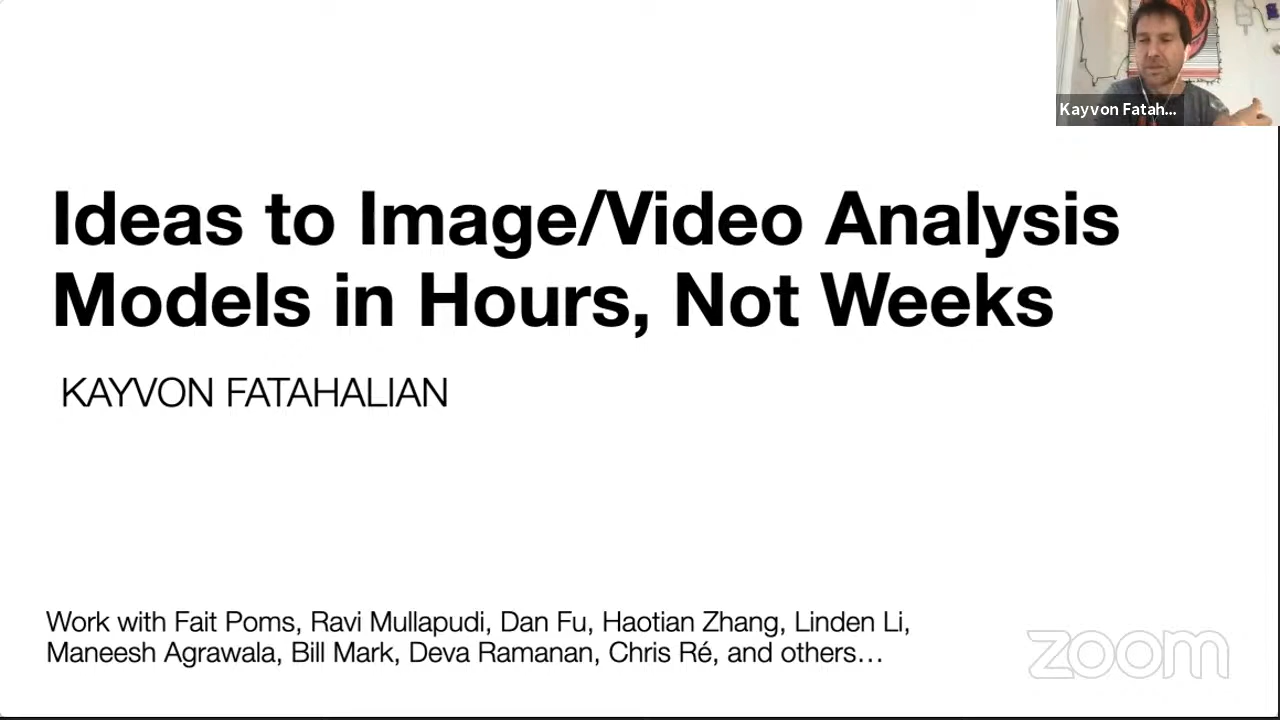 Kayvon Fatah...
Ideas to Image/Video Analysis
Models in Hours, Not Weeks
KAYVON FATAHALIAN
Work with Fait Poms, Ravi Mullapudi, Dan Fu, Haotian Zhang, Linden Li,
Maneesh Agrawala, Bill Mark, Deva Ramanan, Chris Ré, and others…
zoom